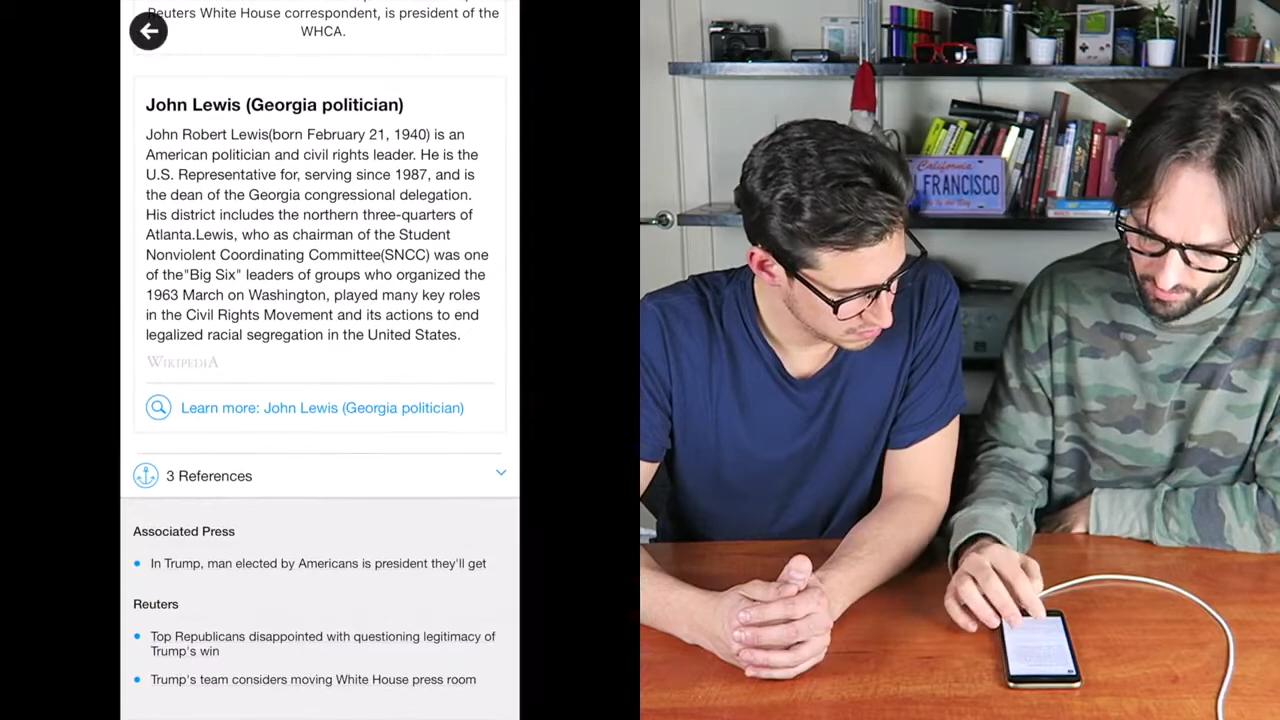 Reuters White House correspondent, is president of the
WHCA.
John Lewis (Georgia politician)
John Robert Lewis(born February 21, 1940) is an
American politician and civil rights leader. He is the
U.S. Representative for, serving since 1987, and is
the dean of the Georgia congressional delegation.
His district includes the northern three-quarters of
Atlanta.Lewis, who as chairman of the Student
Nonviolent Coordinating Committee(SNCC) was one
of the"Big Six" leaders of groups who organized the
1963 March on Washington, played many key roles
in the Civil Rights Movement and its actions to end
legalized racial segregation in the United States.
WIKIPEDIA
Learn more: John Lewis (Georgia politician)
3 References
Associated Press
In Trump, man elected by Americans is president they'll get
Reuters
Top Republicans disappointed with questioning legitimacy of
Trump's win
Trump's team considers moving White House press room
California
FRANCISCO